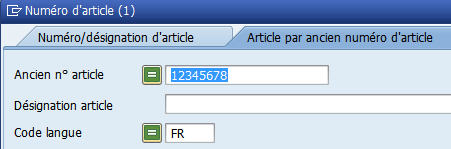 Numéro d'article (1)
Numéro/désignation d'article Article par ancien numéro d'article
Ancien n° article = 12345678
Désignation article
Code langue = FR